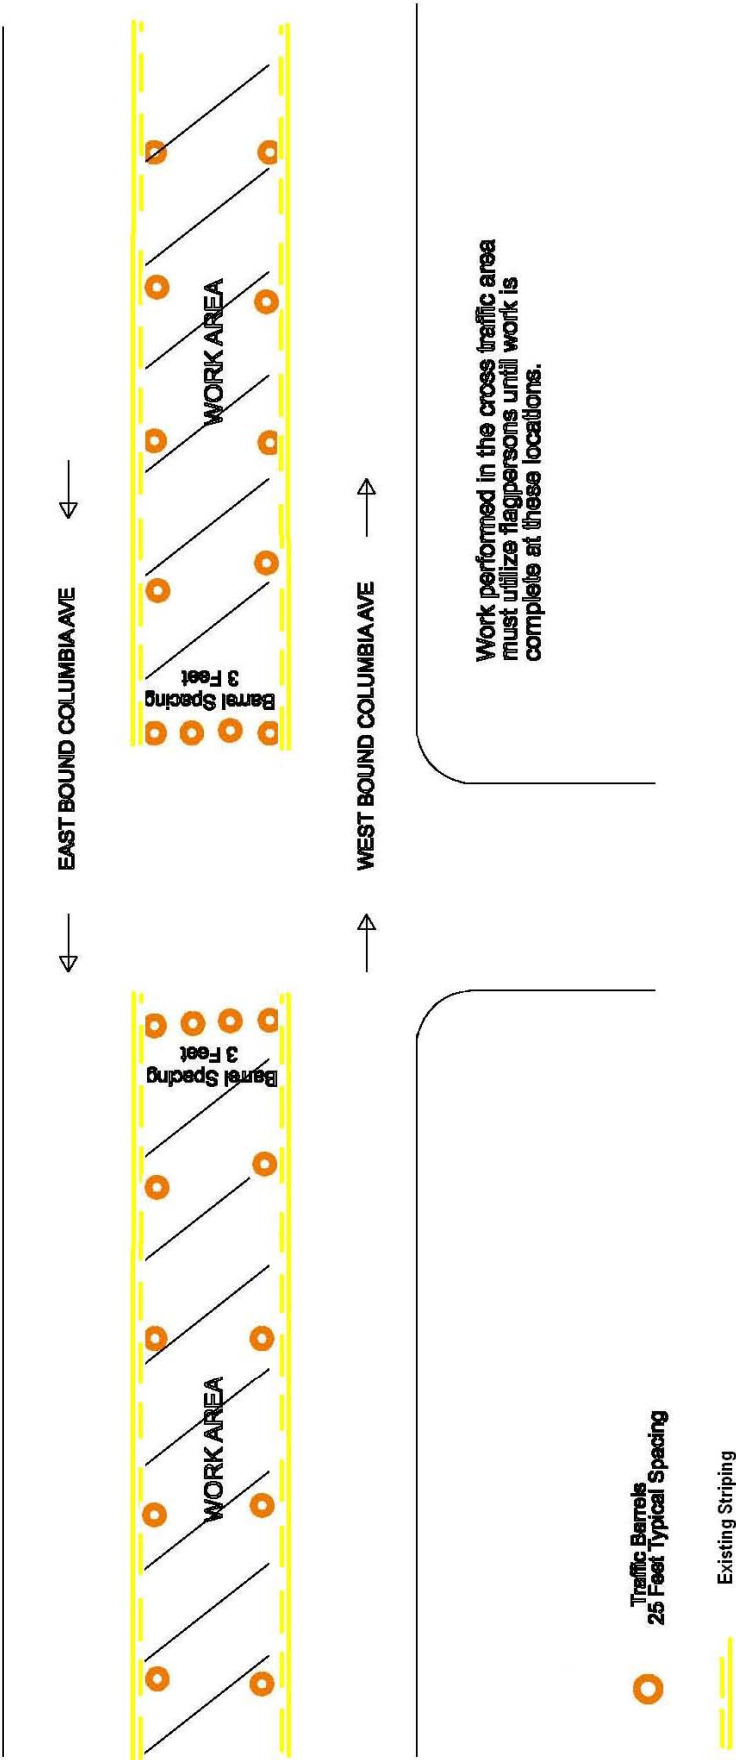 EAST BOUND COLUMBIA AVE
WORK AREA
Barrel Spacing
3 Feet
Barrel Spacing
3 Feet
WORK AREA
WEST BOUND COLUMBIA AVE
Work performed in the cross traffic area
must utilize flagpersons until work is
complete at these locations.
Traffic Barrels
25 Feet Typical Spacing
Existing Striping